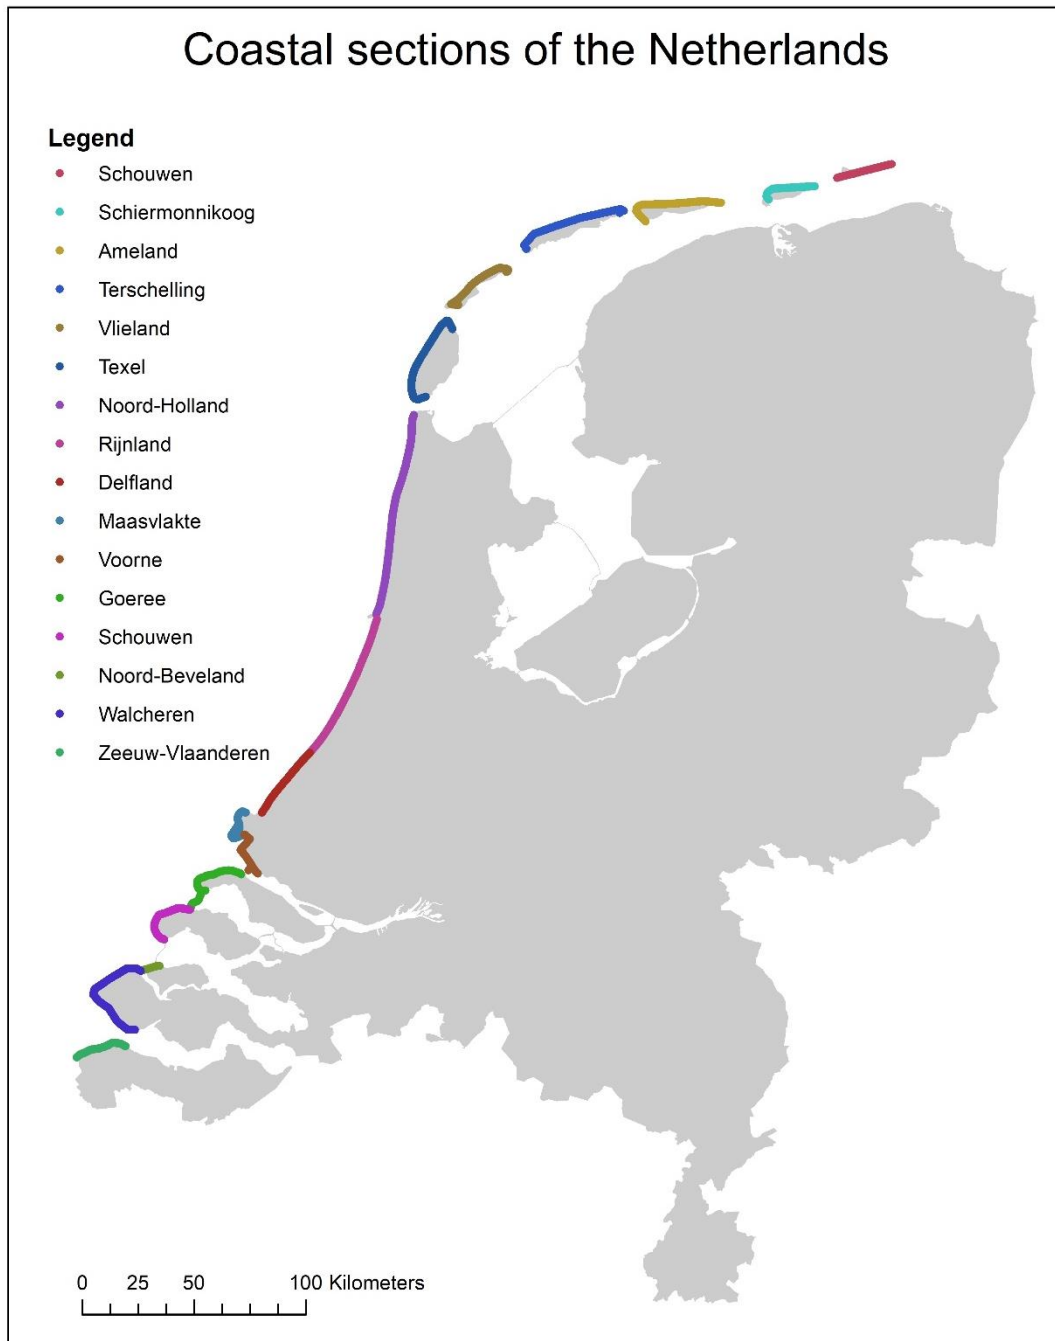 Coastal sections of the Netherlands
Legend
Schouwen
Schiermonnikoog
Ameland
Terschelling
Vlieland
Texel
Noord-Holland
Rijnland
Delfland
Maasvlakte
Voorne
Goeree
Schouwen
Noord-Beveland
Walcheren
Zeeuw-Vlaanderen
0 25 50 100 Kilometers